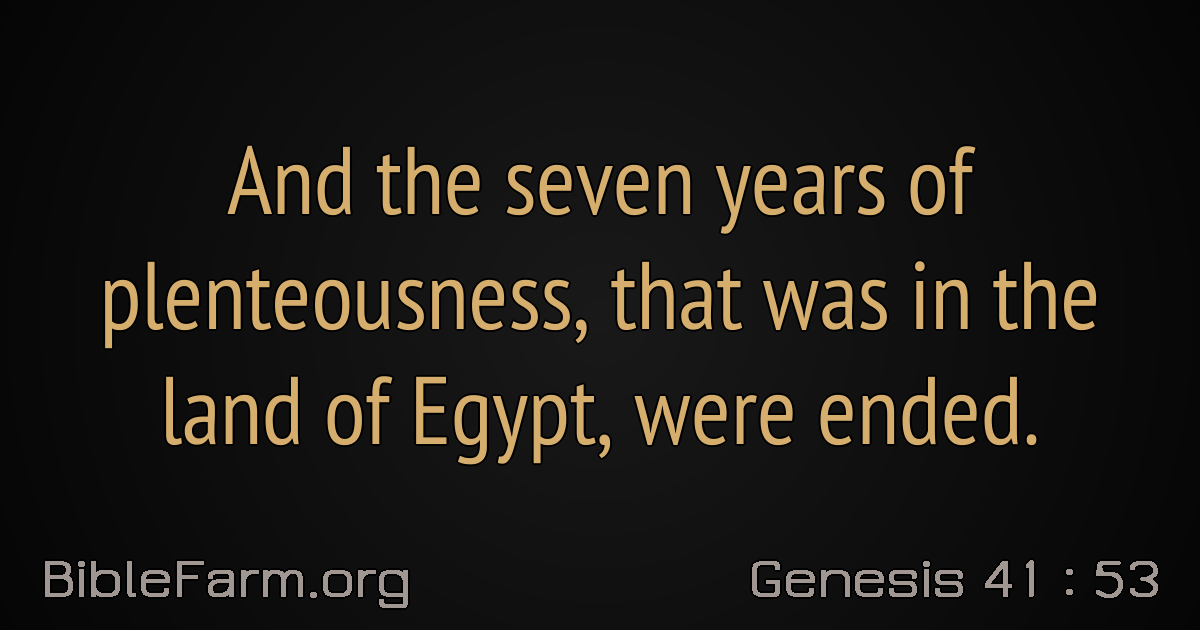 And the seven years of
plenteousness, that was in the
land of Egypt, were ended.
BibleFarm.org
Genesis 41 : 53